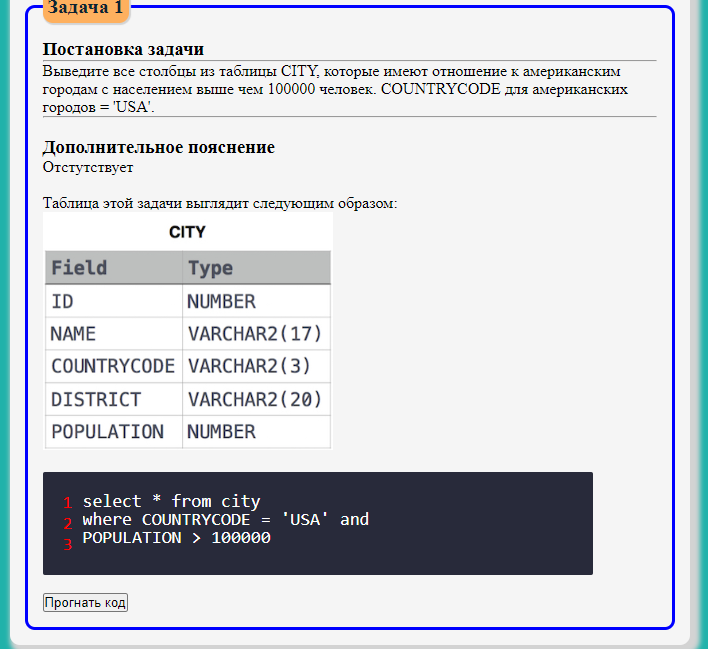 Задача 1
Постановка задачи
Выведите все столбцы из таблицы CITY, которые имеют отношение к американским
городам с населением выше чем 100000 человек. COUNTRYCODE для американских
городов = 'USA'.
Дополнительное пояснение
Отстутствует
Таблица этой задачи выглядит следующим образом:
CITY
Field Type
ID NUMBER
NAME VARCHAR2(17)
COUNTRYCODE VARCHAR2(3)
DISTRICT VARCHAR2(20)
POPULATION NUMBER
1 select * from city
2 where COUNTRYCODE = 'USA' and
3 POPULATION > 100000
Прогнать код